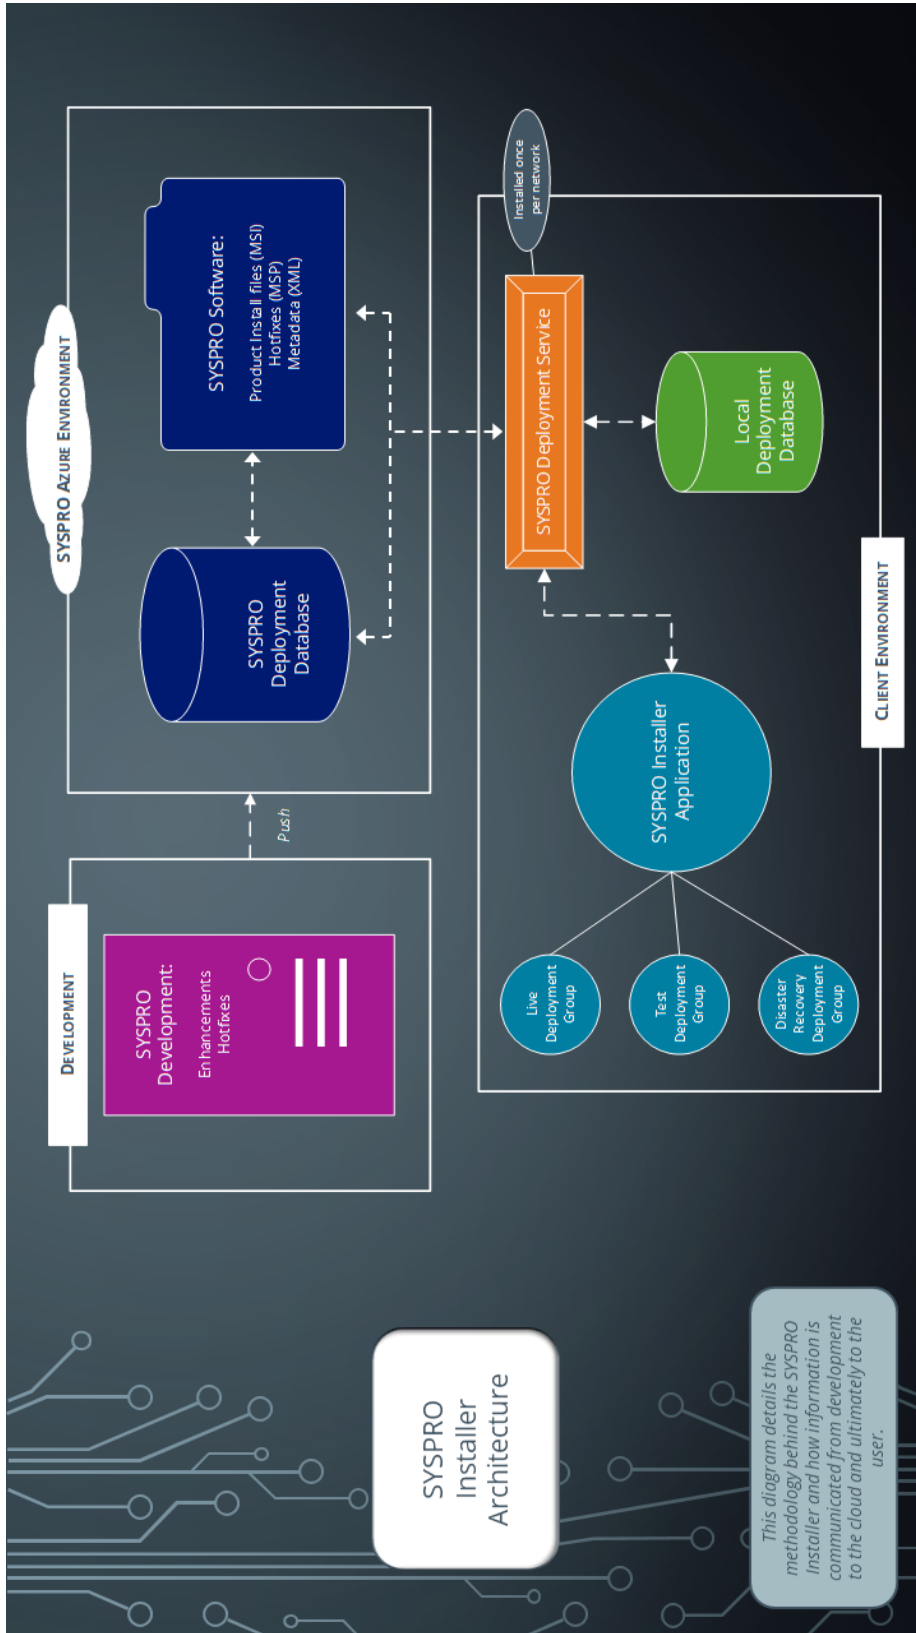 SYSPRO
Installer
Architecture
This diagram details the
methodology behind the SYSPRO
Installer and how information is
communicated from development
to the cloud and ultimately to the
user.
DEVELOPMENT
SYSPRO
Development:
Enhancements
Hotfixes
Push
SYSPRO AZURE ENVIRONMENT
SYSPRO
Deployment
Database
SYSPRO Software:
Product Install files (MSI)
Hotfixes (MSP)
Metadata (XML)
Live
Deployment
Group
Test
Deployment
Group
Disaster
Recovery
Deployment
Group
SYSPRO Installer
Application
SYSPRO Deployment Service
Installed once
per network
Local
Deployment
Database
CLIENT ENVIRONMENT